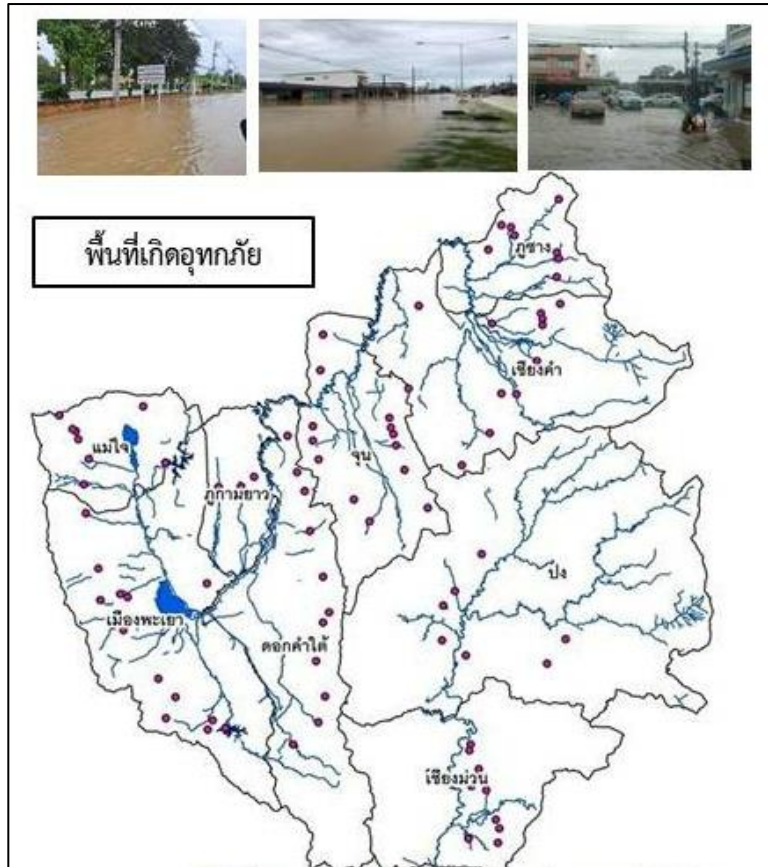 พื้นที่เกิดอุทกภัย
ภูซาง
เชียงคำ
แม่ใจ
จุน
ภูกามยาว
ปง
เมืองพะเยา
ดอกคำใต้
เชียงม่วน